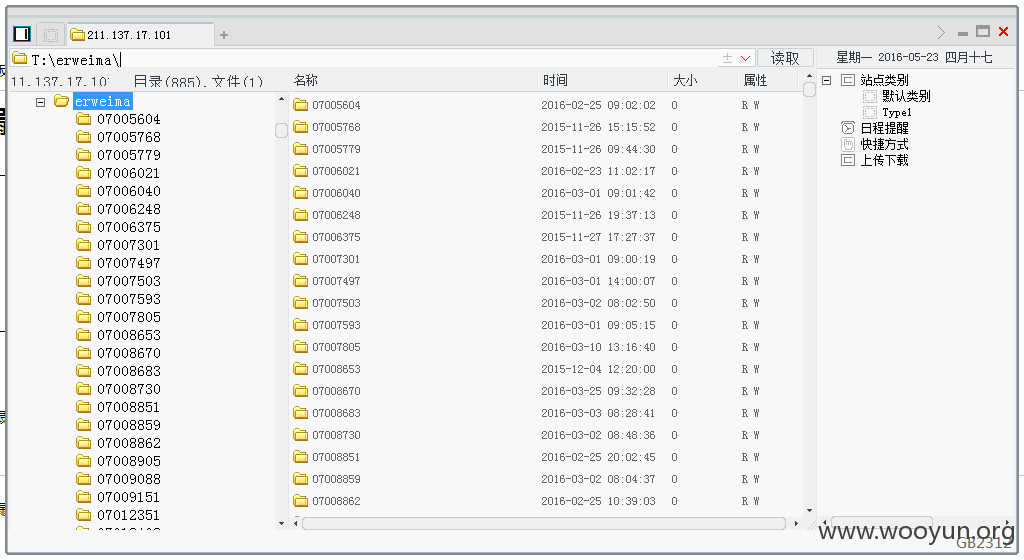 211.137.17.101
T:\erweima\
读取
星期一 2016-05-23 四月十七
11.137.17.10 目录(885),文件(1)
名称 时间 大小 属性
erweima
07005604
07005768
07005779
07006021
07006040
07006248
07006375
07007301
07007497
07007503
07007593
07007805
07008653
07008670
07008683
07008730
07008851
07008859
07008862
07008905
07009088
07009151
07012351
07005604 2016-02-25 09:02:02 0 R W
07005768 2015-11-26 15:15:52 0 R W
07005779 2015-11-26 09:44:30 0 R W
07006021 2016-02-23 11:02:17 0 R W
07006040 2016-03-01 09:01:42 0 R W
07006248 2015-11-26 19:37:13 0 R W
07006375 2015-11-27 17:27:37 0 R W
07007301 2016-03-01 09:00:19 0 R W
07007497 2016-03-01 14:00:07 0 R W
07007503 2016-03-02 08:02:50 0 R W
07007593 2016-03-01 09:05:15 0 R W
07007805 2016-03-10 13:16:40 0 R W
07008653 2015-12-04 12:20:00 0 R W
07008670 2016-03-25 09:32:28 0 R W
07008683 2016-03-03 08:28:41 0 R W
07008730 2016-03-02 08:48:36 0 R W
07008851 2016-02-25 20:02:45 0 R W
07008859 2016-03-02 08:04:37 0 R W
07008862 2016-02-25 10:39:03 0 R W
站点类别
默认类别
Type1
日程提醒
快捷方式
上传下载
www.wooyun.org
GB2312